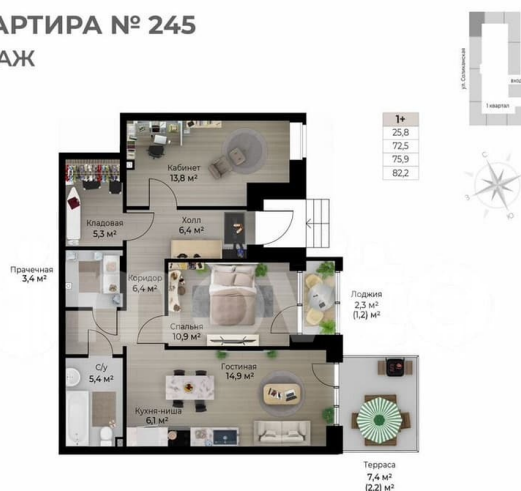 АРТИРА № 245
АЖ
ул. Саликамская
вход
1 квартал
1+
25,8
72,5
75,9
82,2
С
Кабинет
13,8 м²
Холл
6,4 м²
Кладовая
5,3 м²
Прачечная
3,4 м²
Коридор
6,4 м²
Спальня
10,9 м²
Лоджия
2,3 м²
(1,2) м²
С/у
5,4 м²
Гостиная
14,9 м²
Кухня-ниша
6,1 м²
Терраса
7,4 м²
(2,2) м²